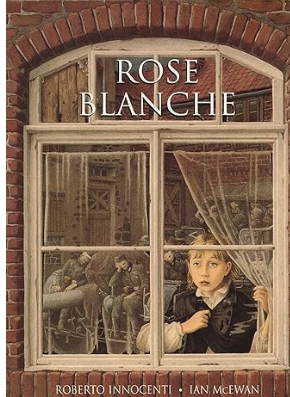 ROSE
BLANCHE
ROBERTO INNOCENTI • IAN McEWAN